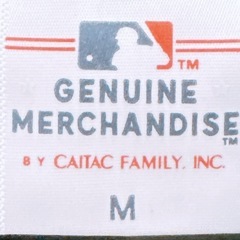 TM
GENUINE
MERCHANDISE
TM
BY CAITAC FAMILY, INC.
M